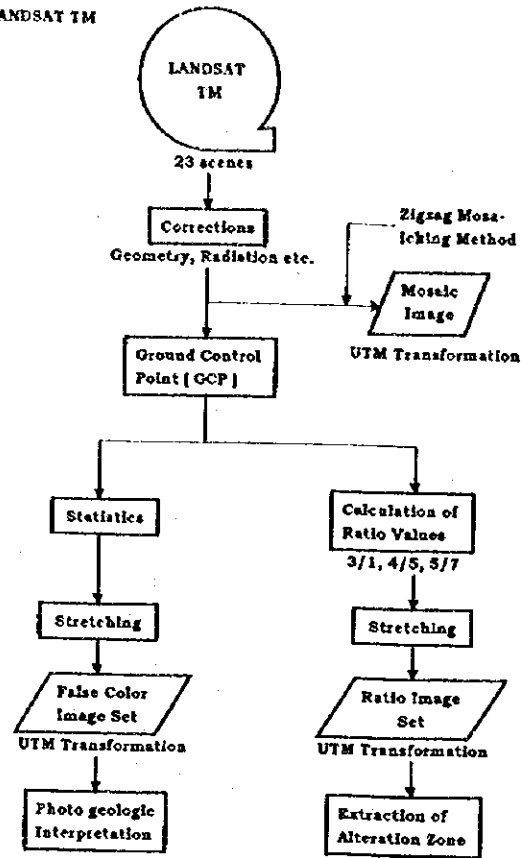 LANDSAT TM
LANDSAT
TM
23 scenes
Corrections
Geometry, Radiation etc.
Zigzag Mosa-
icking Method
Mosaic
Image
UTM Transformation
Ground Control
Point [ GCP ]
Statistics
Calculation of
Ratio Values
3/1, 4/5, 5/7
Stretching
Stretching
False Color
Image Set
UTM Transformation
Ratio Image
Set
UTM Transformation
Photo geologic
Interpretation
Extraction of
Alteration Zone